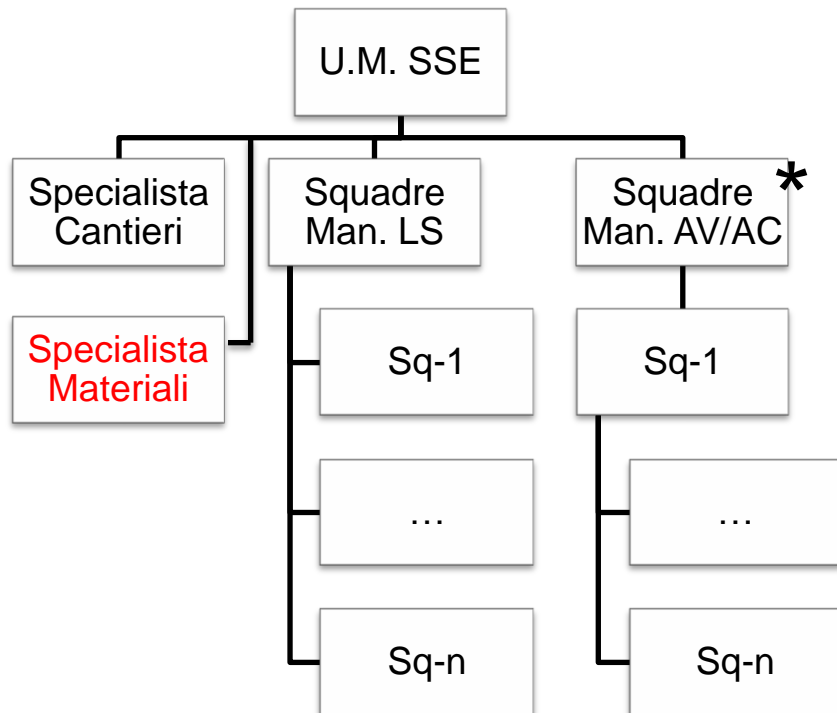 U.M. SSE
Specialista
Cantieri
Squadre
Man. LS
Squadre
Man. AV/AC
*
Specialista
Materiali
Sq-1
Sq-1
...
...
Sq-n
Sq-n